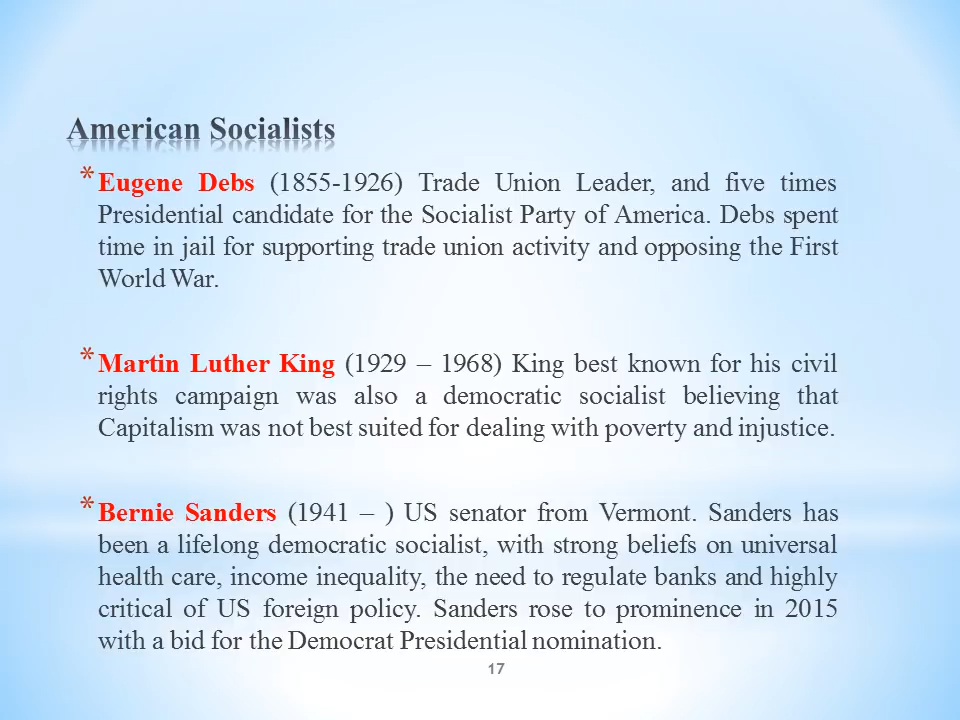 American Socialists
* Eugene Debs (1855-1926) Trade Union Leader, and five times
Presidential candidate for the Socialist Party of America. Debs spent
time in jail for supporting trade union activity and opposing the First
World War.
* Martin Luther King (1929 – 1968) King best known for his civil
rights campaign was also a democratic socialist believing that
Capitalism was not best suited for dealing with poverty and injustice.
* Bernie Sanders (1941 – ) US senator from Vermont. Sanders has
been a lifelong democratic socialist, with strong beliefs on universal
health care, income inequality, the need to regulate banks and highly
critical of US foreign policy. Sanders rose to prominence in 2015
with a bid for the Democrat Presidential nomination.
17